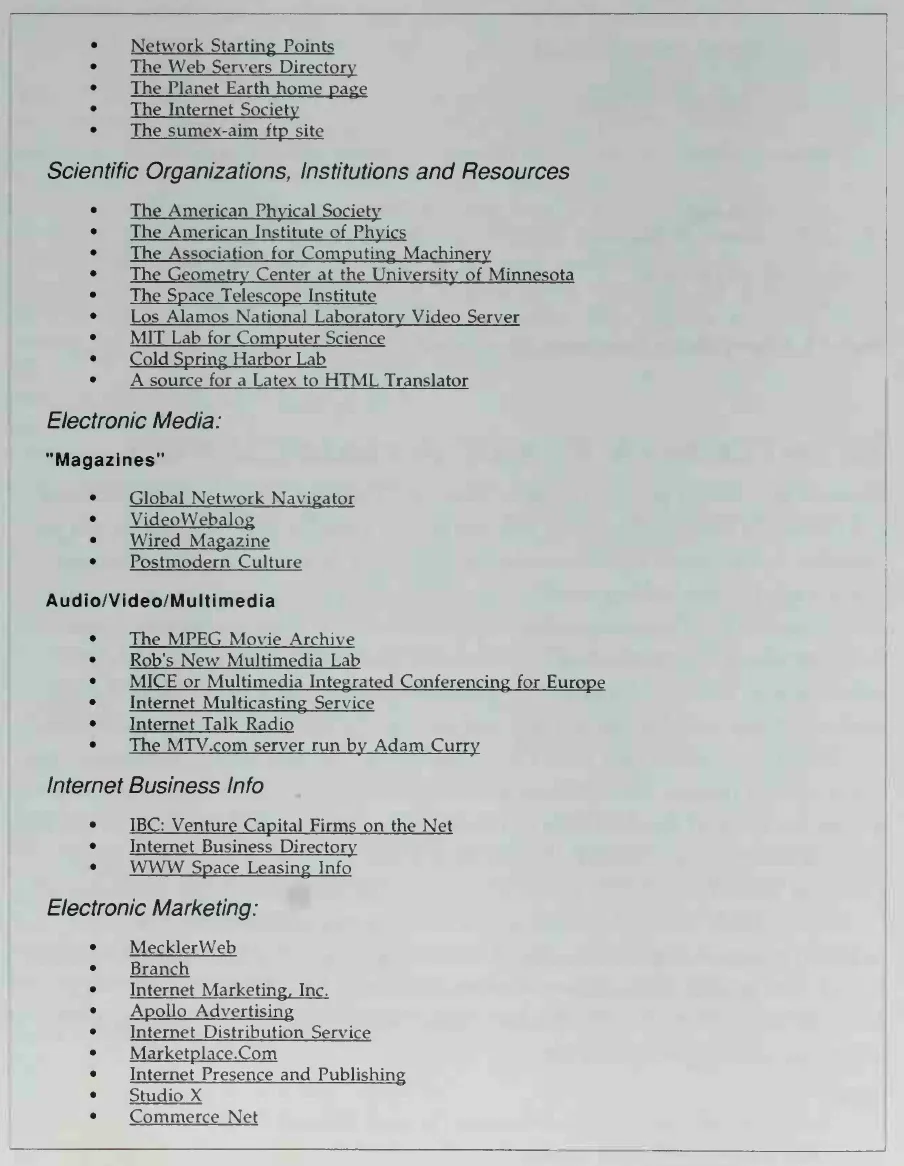 • Network Starting Points
• The Web Servers Directory
• The Planet Earth home page
• The Internet Society
• The sumex-aim ftp site
Scientific Organizations, Institutions and Resources
• The American Phyical Society
• The American Institute of Phyics
• The Association for Computing Machinery
• The Geometry Center at the University of Minnesota
• The Space Telescope Institute
• Los Alamos National Laboratory Video Server
• MIT Lab for Computer Science
• Cold Spring Harbor Lab
• A source for a Latex to HTML Translator
Electronic Media:
"Magazines"
• Global Network Navigator
• VideoWebalog
• Wired Magazine
• Postmodern Culture
Audio/Video/Multimedia
• The MPEG Movie Archive
• Rob's New Multimedia Lab
• MICE or Multimedia Integrated Conferencing for Europe
• Internet Multicasting Service
• Internet Talk Radio
• The MTV.com server run by Adam Curry
Internet Business Info
• IBC: Venture Capital Firms on the Net
• Internet Business Directory
• WWW Space Leasing Info
Electronic Marketing:
• MecklerWeb
• Branch
• Internet Marketing, Inc.
• Apollo Advertising
• Internet Distribution Service
• Marketplace.Com
• Internet Presence and Publishing
• Studio X
• Commerce Net